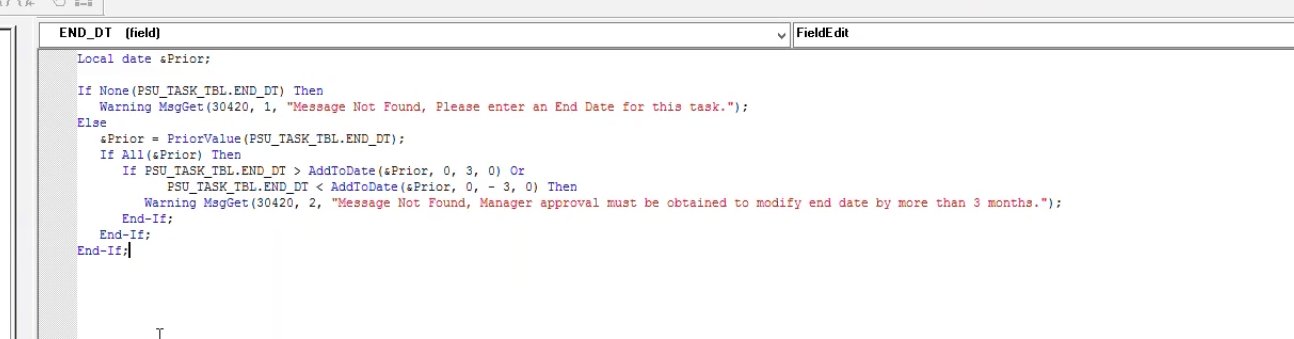 END_DT (field)
FieldEdit
Local date &Prior;
If None(PSU_TASK_TBL.END_DT) Then
Warning MsgGet(30420, 1, "Message Not Found, Please enter an End Date for this task.");
Else
&Prior = PriorValue(PSU_TASK_TBL.END_DT);
If All(&Prior) Then
If PSU_TASK_TBL.END_DT > AddToDate(&Prior, 0, 3, 0) Or
PSU_TASK_TBL.END_DT < AddToDate(&Prior, 0, - 3, 0) Then
Warning MsgGet(30420, 2, "Message Not Found, Manager approval must be obtained to modify end date by more than 3 months.");
End-If;
End-If;
End-If;